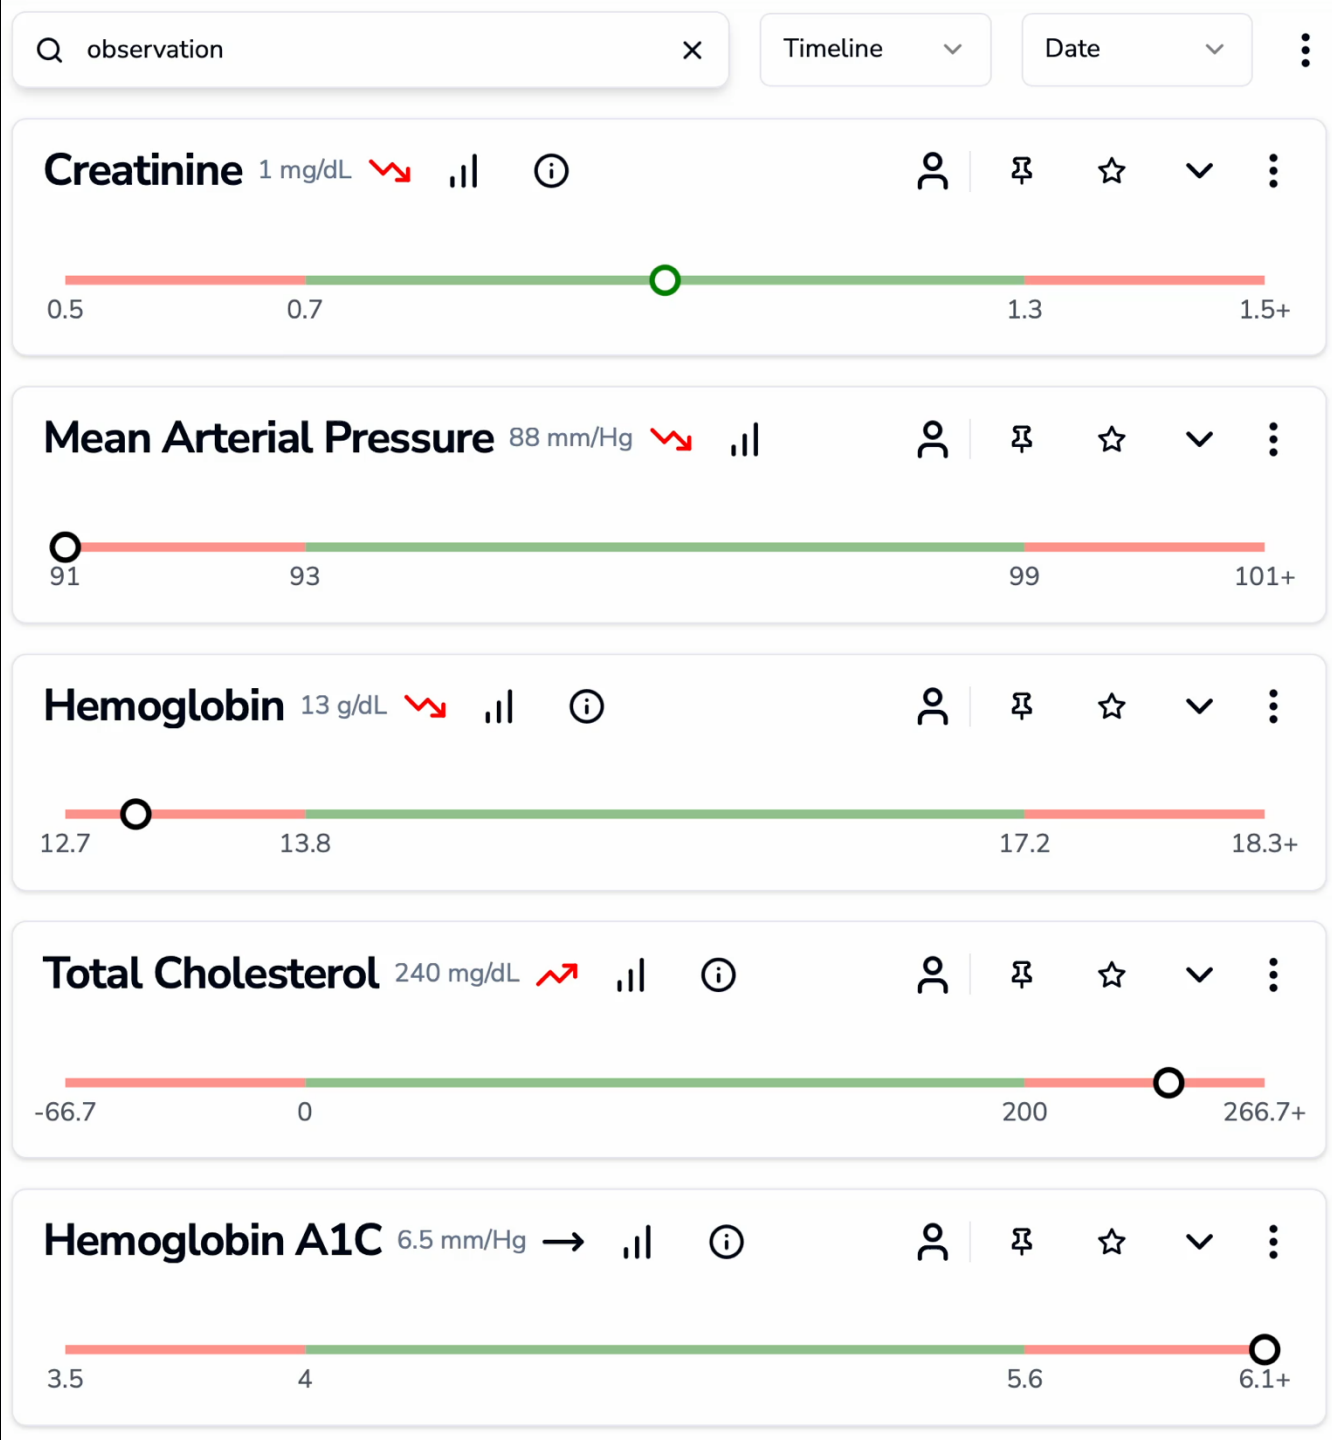 observation
Timeline
Date
Creatinine 1 mg/dL
0.5 0.7 1.3 1.5+
Mean Arterial Pressure 88 mm/Hg
91 93 99 101+
Hemoglobin 13 g/dL
12.7 13.8 17.2 18.3+
Total Cholesterol 240 mg/dL
-66.7 0 200 266.7+
Hemoglobin A1C 6.5 mm/Hg
3.5 4 5.6 6.1+